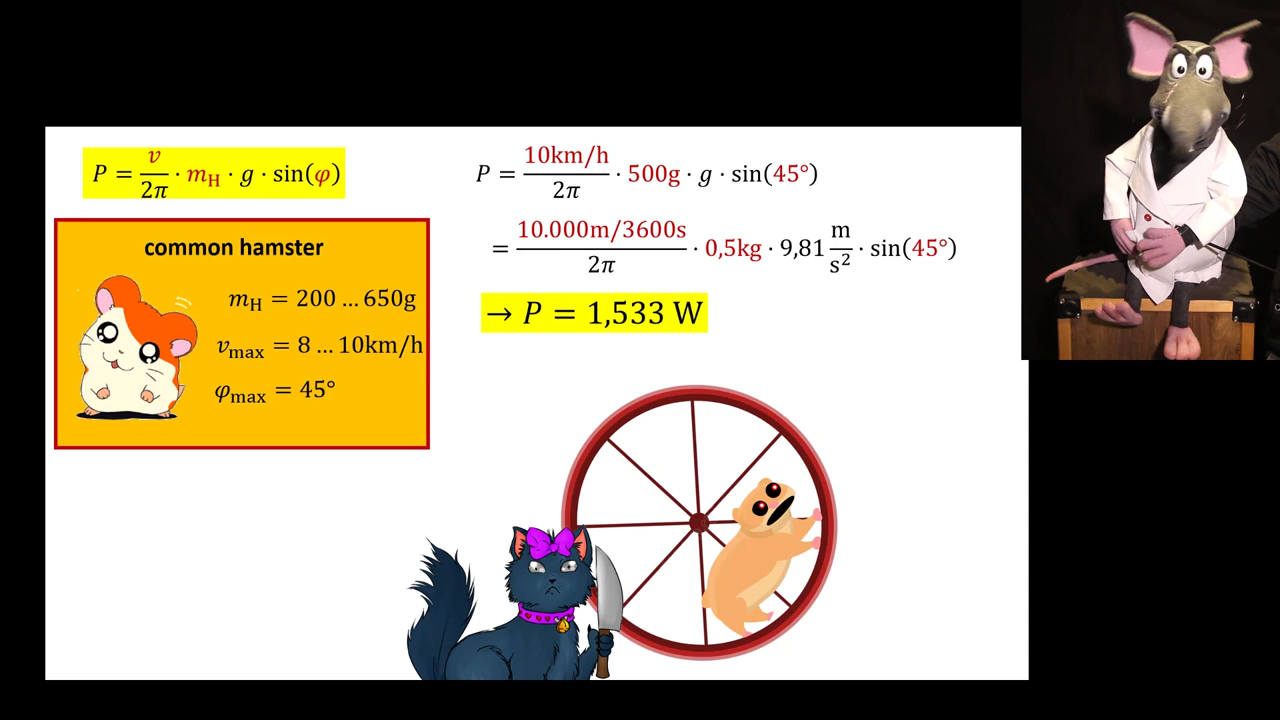 P = v/2π · m_H · g · sin(φ)
common hamster
m_H = 200 … 650g
v_max = 8 … 10km/h
φ_max = 45°
P = 10km/h/2π · 500g · g · sin(45°)
= 10.000m/3600s/2π · 0,5kg · 9,81 m/s² · sin(45°)
→ P = 1,533 W